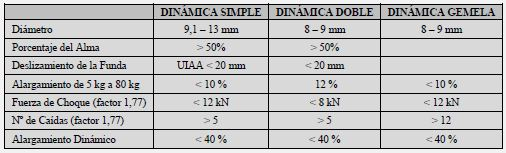 DINÁMICA SIMPLE DINÁMICA DOBLE DINÁMICA GEMELA
Diámetro 9,1 – 13 mm 8 – 9 mm 8 – 9 mm
Porcentaje del Alma > 50% > 50%
Deslizamiento de la Funda UIAA < 20 mm < 20 mm
Alargamiento de 5 kg a 80 kg < 10 % 12 % < 10 %
Fuerza de Choque (factor 1,77) < 12 kN < 8 kN < 12 kN
Nº de Caídas (factor 1,77) > 5 > 5 > 12
Alargamiento Dinámico < 40 % < 40 % < 40 %